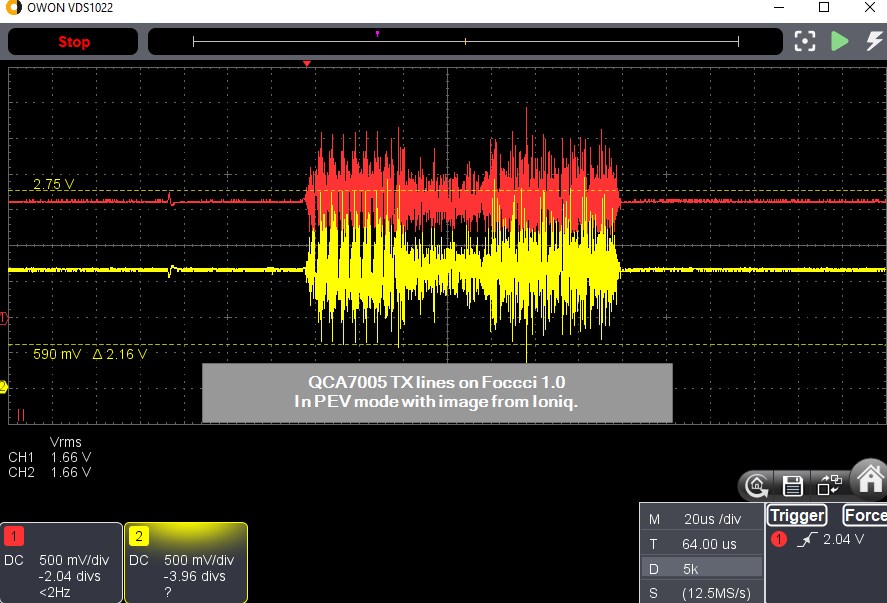 OWON VDS1022
Stop
2.75 V
T
590 mV Δ 2.16 V
2
QCA7005 TX lines on Foccci 1.0
In PEV mode with image from Ioniq.
II
Vrms
CH1 1.66 V
CH2 1.66 V
1
DC 500 mV/div
-2.04 divs
<2Hz
2
DC 500 mV/div
-3.96 divs
?
M 20us /div
T 64.00 us
D 5k
S (12.5MS/s)
Trigger Force
1 2.04 V